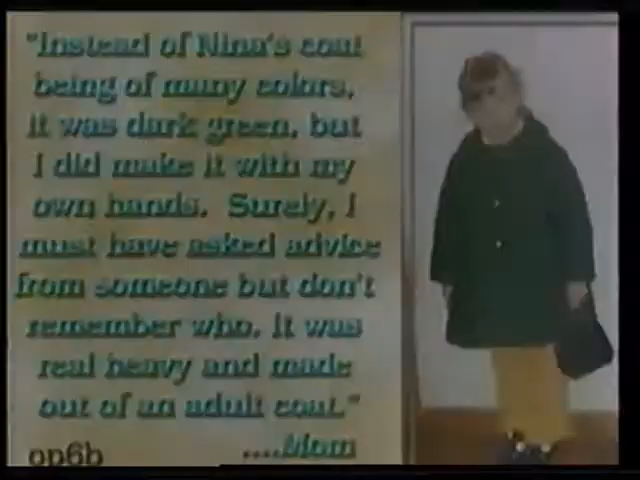 "Instead of Nina's coat
being of many colors,
it was dark green, but
I did make it with my
own hands. Surely, I
must have asked advice
from someone but don't
remember who. It was
real heavy and made
out of an adult coat."
....Mom
op6b